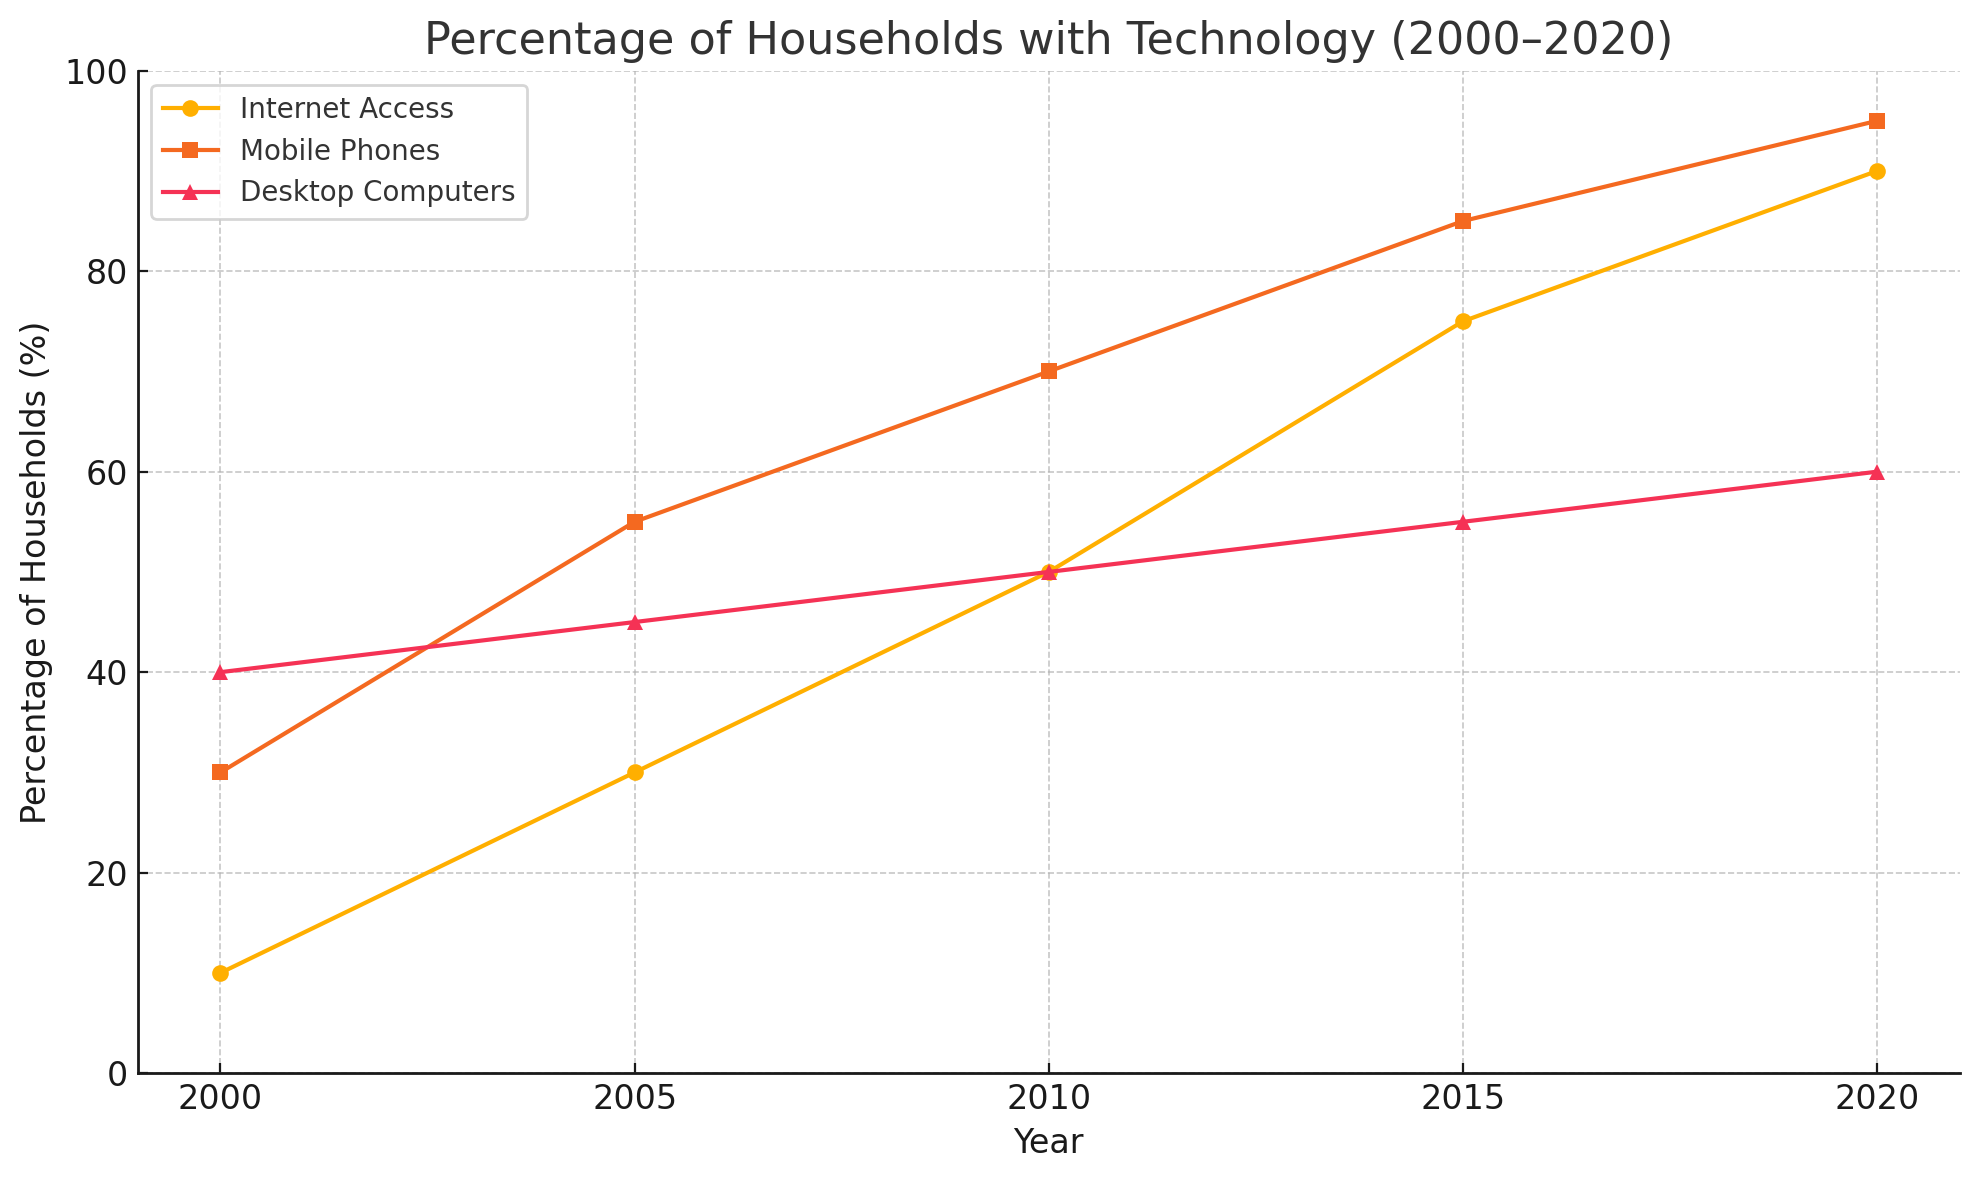 Percentage of Households with Technology (2000–2020)
Internet Access
Mobile Phones
Desktop Computers
Percentage of Households (%)
100
80
60
40
20
0
2000 2005 2010 2015 2020
Year